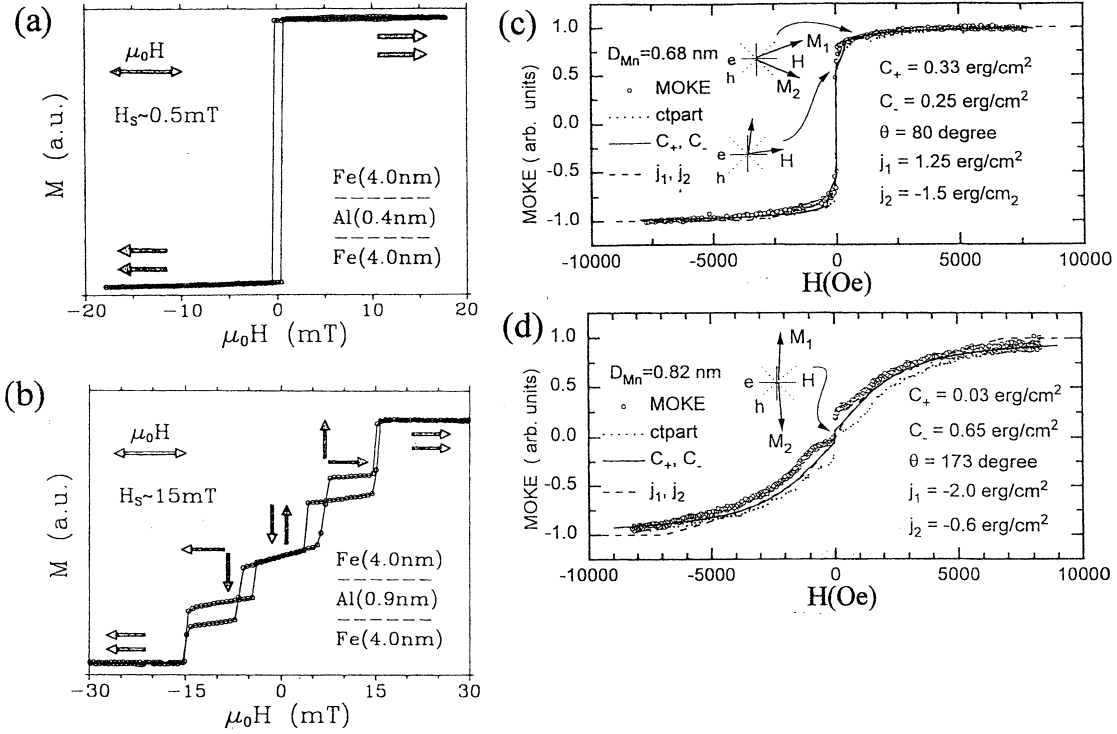 (a)
μ₀H
H_S~0.5mT
M (a.u.)
Fe(4.0nm)
Al(0.4nm)
Fe(4.0nm)
−20 −10 0 10 20
μ₀H (mT)
(b)
μ₀H
H_S~15mT
M (a.u.)
Fe(4.0nm)
Al(0.9nm)
Fe(4.0nm)
−30 −15 0 15 30
μ₀H (mT)
(c)
1.0
0.5
0.0
-0.5
-1.0
MOKE ( arb. units)
D_Mn=0.68 nm
MOKE
ctpart
C₊, C₋
j₁, j₂
e
h
M₁
H
M₂
e
h
H
C₊ = 0.33 erg/cm²
C₋ = 0.25 erg/cm²
θ = 80 degree
j₁ = 1.25 erg/cm²
j₂ = -1.5 erg/cm₂
-10000 -5000 0 5000 10000
H(Oe)
(d)
1.0
0.5
0.0
-0.5
-1.0
MOKE ( arb. units)
D_Mn=0.82 nm
MOKE
ctpart
C₊, C₋
j₁, j₂
M₁
e
h
H
M₂
C₊ = 0.03 erg/cm²
C₋ = 0.65 erg/cm²
θ = 173 degree
j₁ = -2.0 erg/cm²
j₂ = -0.6 erg/cm²
-10000 -5000 0 5000 10000
H(Oe)